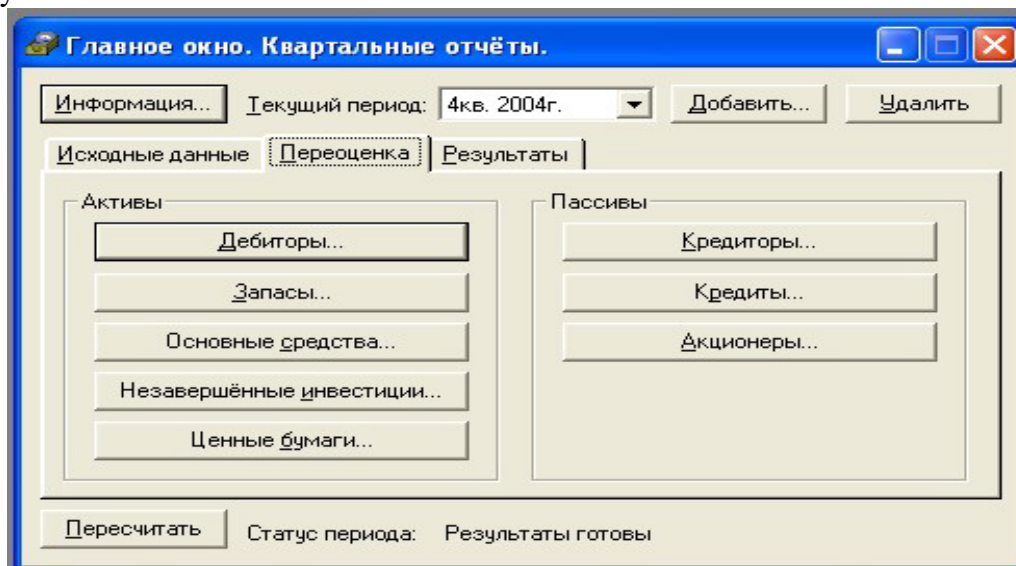 у
Главное окно. Квартальные отчёты.
Информация... Текущий период: 4кв. 2004г. Добавить... Удалить
Исходные данные Переоценка Результаты
Активы Пассивы
Дебиторы... Кредиторы...
Запасы... Кредиты...
Основные средства... Акционеры...
Незавершённые инвестиции...
Ценные бумаги...
Пересчитать Статус периода: Результаты готовы